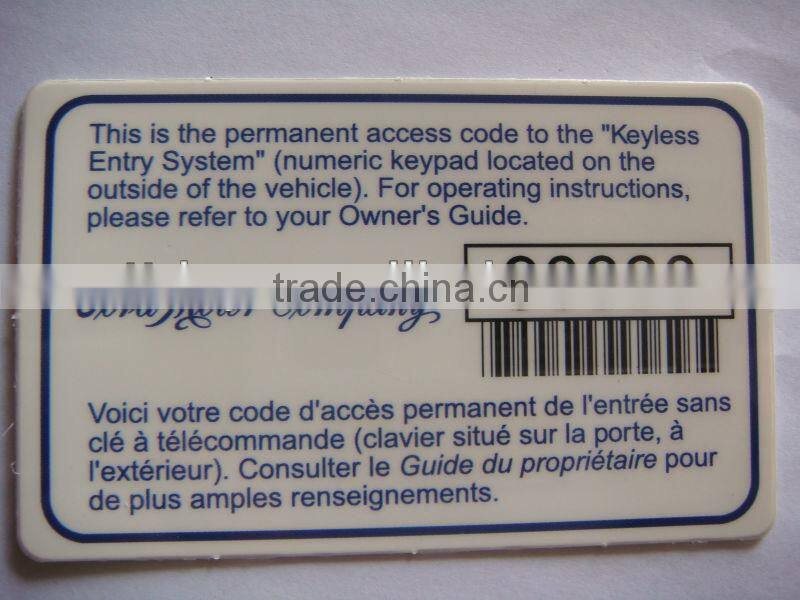 This is the permanent access code to the "Keyless
Entry System" (numeric keypad located on the
outside of the vehicle). For operating instructions,
please refer to your Owner's Guide.
trade.china.cn
Company
Voici votre code d'accès permanent de l'entrée sans
clé à télécommande (clavier situé sur la porte, à
l'extérieur). Consulter le Guide du propriétaire pour
de plus amples renseignements.